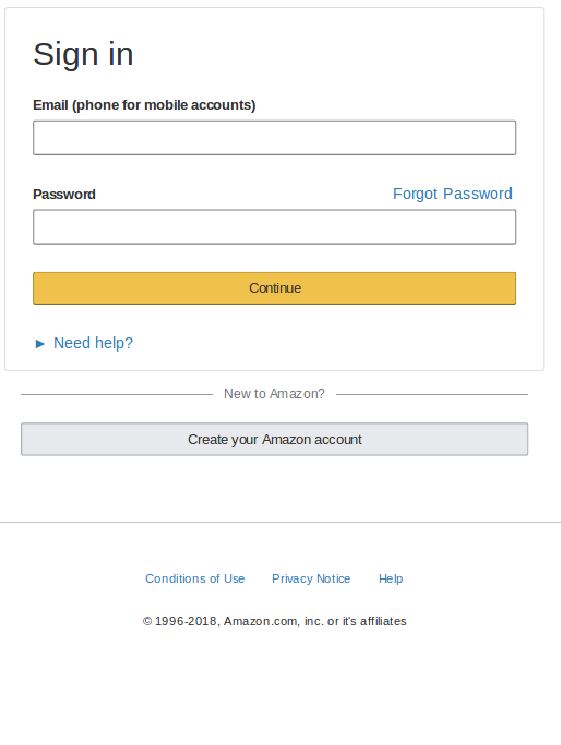 Sign in
Email (phone for mobile accounts)
Password Forgot Password
Continue
► Need help?
New to Amazon?
Create your Amazon account
Conditions of Use Privacy Notice Help
© 1996-2018, Amazon.com, inc. or it's affiliates